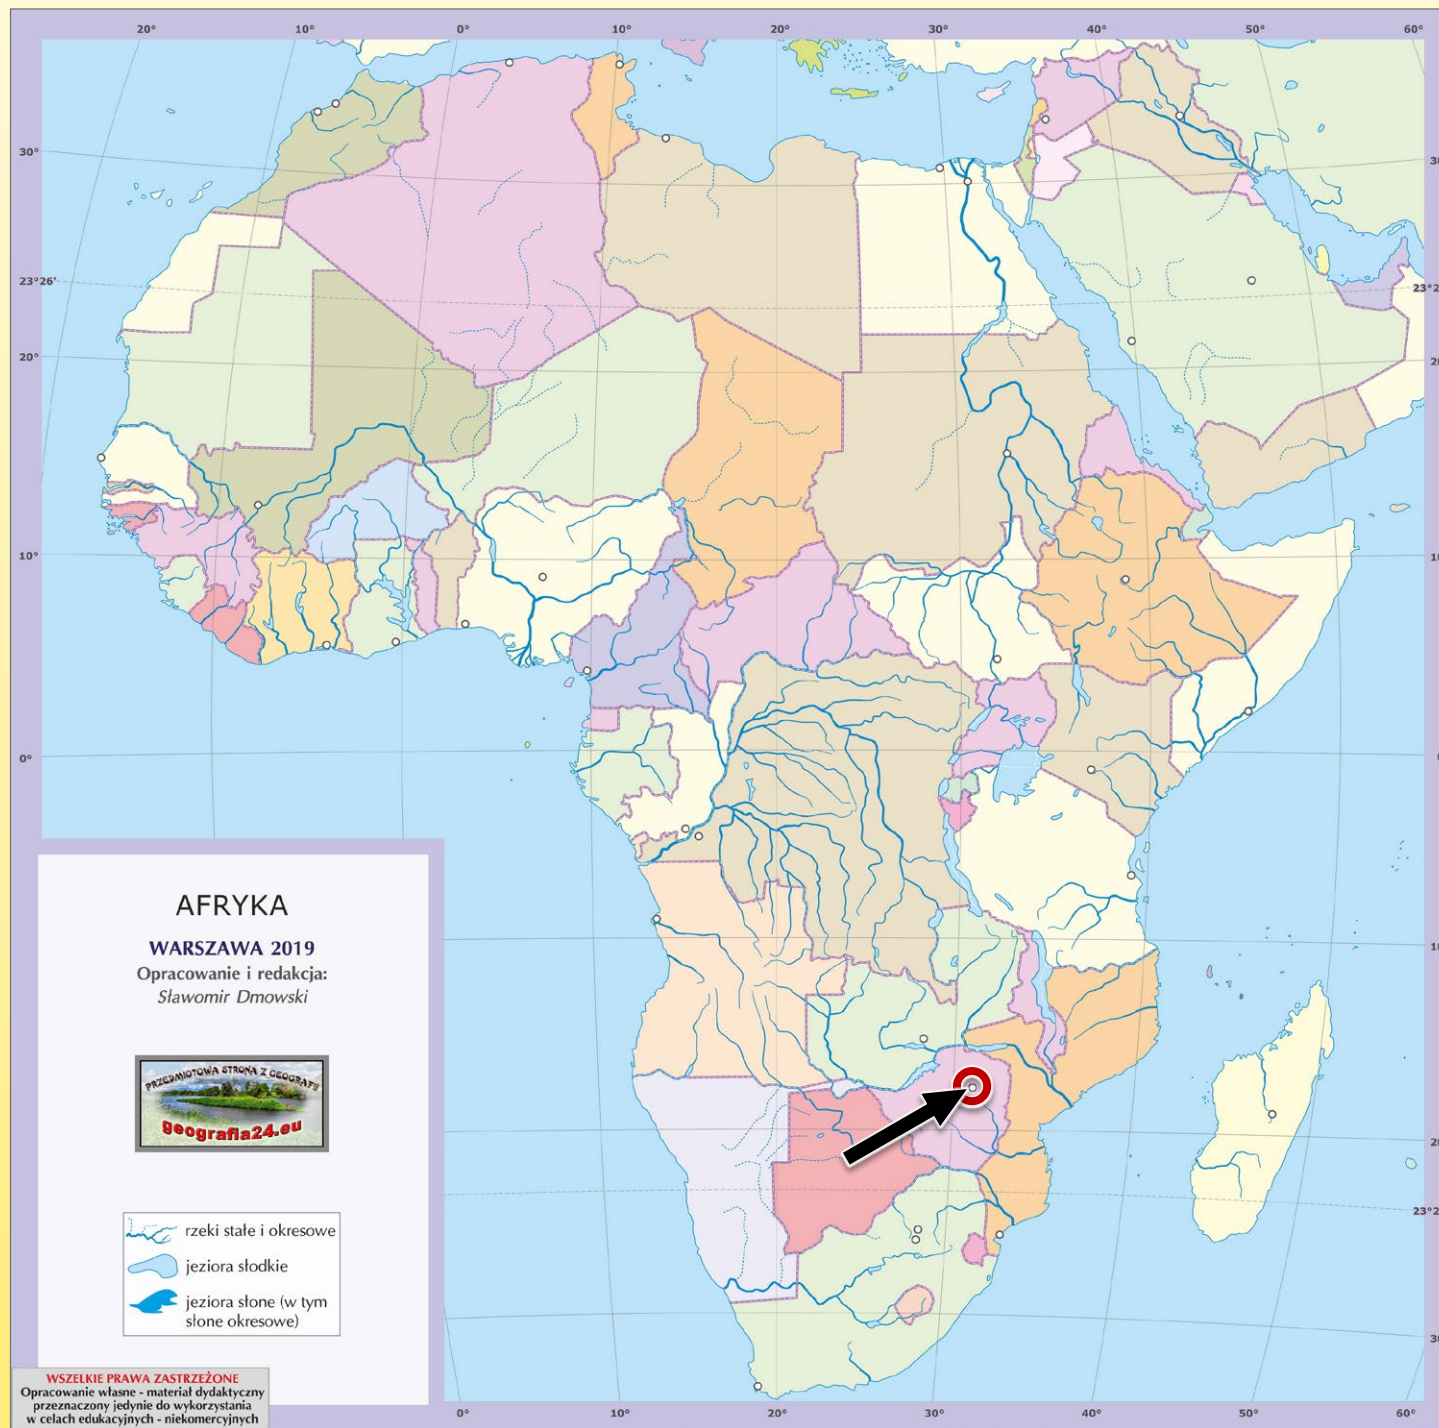 20° 10° 0° 10° 20° 30° 40° 50° 60°
30°
23°26'
20°
10°
0°
AFRYKA
WARSZAWA 2019
Opracowanie i redakcja:
Sławomir Dmowski
PRZEDMIOTOWA STRONA Z GEOGRAFII
geografia24.eu
rzeki stałe i okresowe
jeziora słodkie
jeziora słone (w tym
słone okresowe)
WSZELKIE PRAWA ZASTRZEŻONE
Opracowanie własne - materiał dydaktyczny
przeznaczony jedynie do wykorzystania
w celach edukacyjnych - niekomercyjnych
0° 10° 20° 30° 40° 50° 60°